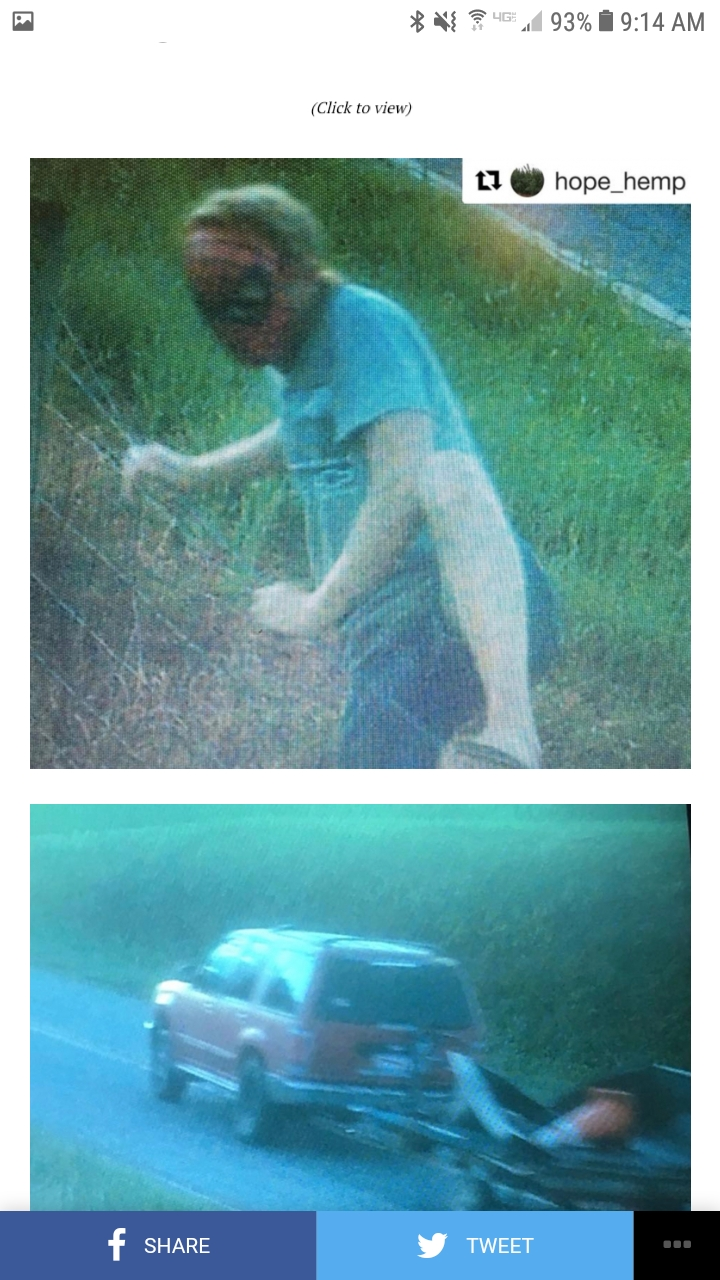 93% 9:14 AM
(Click to view)
hope_hemp
SHARE
TWEET